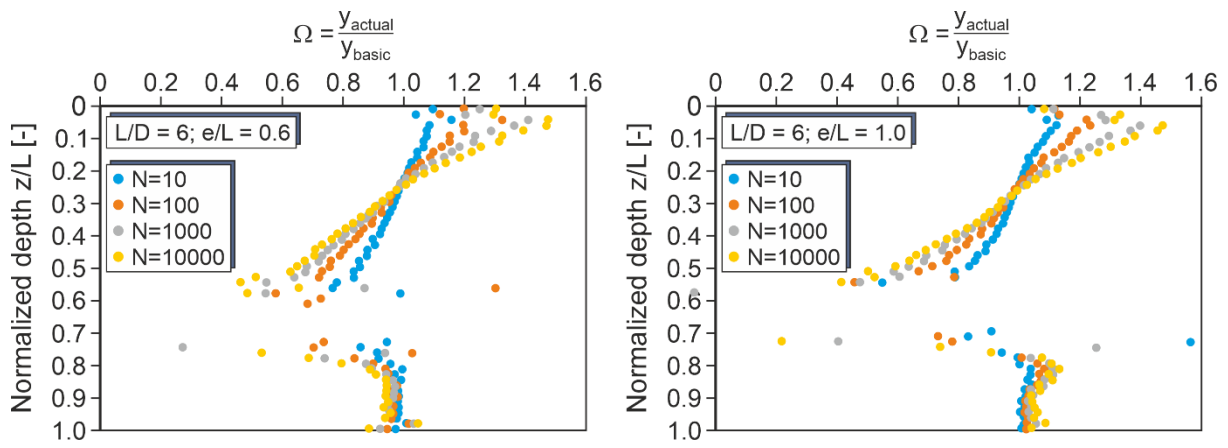 Ω = y_actual / y_basic
0 0.2 0.4 0.6 0.8 1.0 1.2 1.4 1.6
Normalized depth z/L [-]
0
0.1
0.2
0.3
0.4
0.5
0.6
0.7
0.8
0.9
1.0
L/D = 6; e/L = 0.6
N=10
N=100
N=1000
N=10000
Ω = y_actual / y_basic
0 0.2 0.4 0.6 0.8 1.0 1.2 1.4 1.6
Normalized depth z/L [-]
0
0.1
0.2
0.3
0.4
0.5
0.6
0.7
0.8
0.9
1.0
L/D = 6; e/L = 1.0
N=10
N=100
N=1000
N=10000